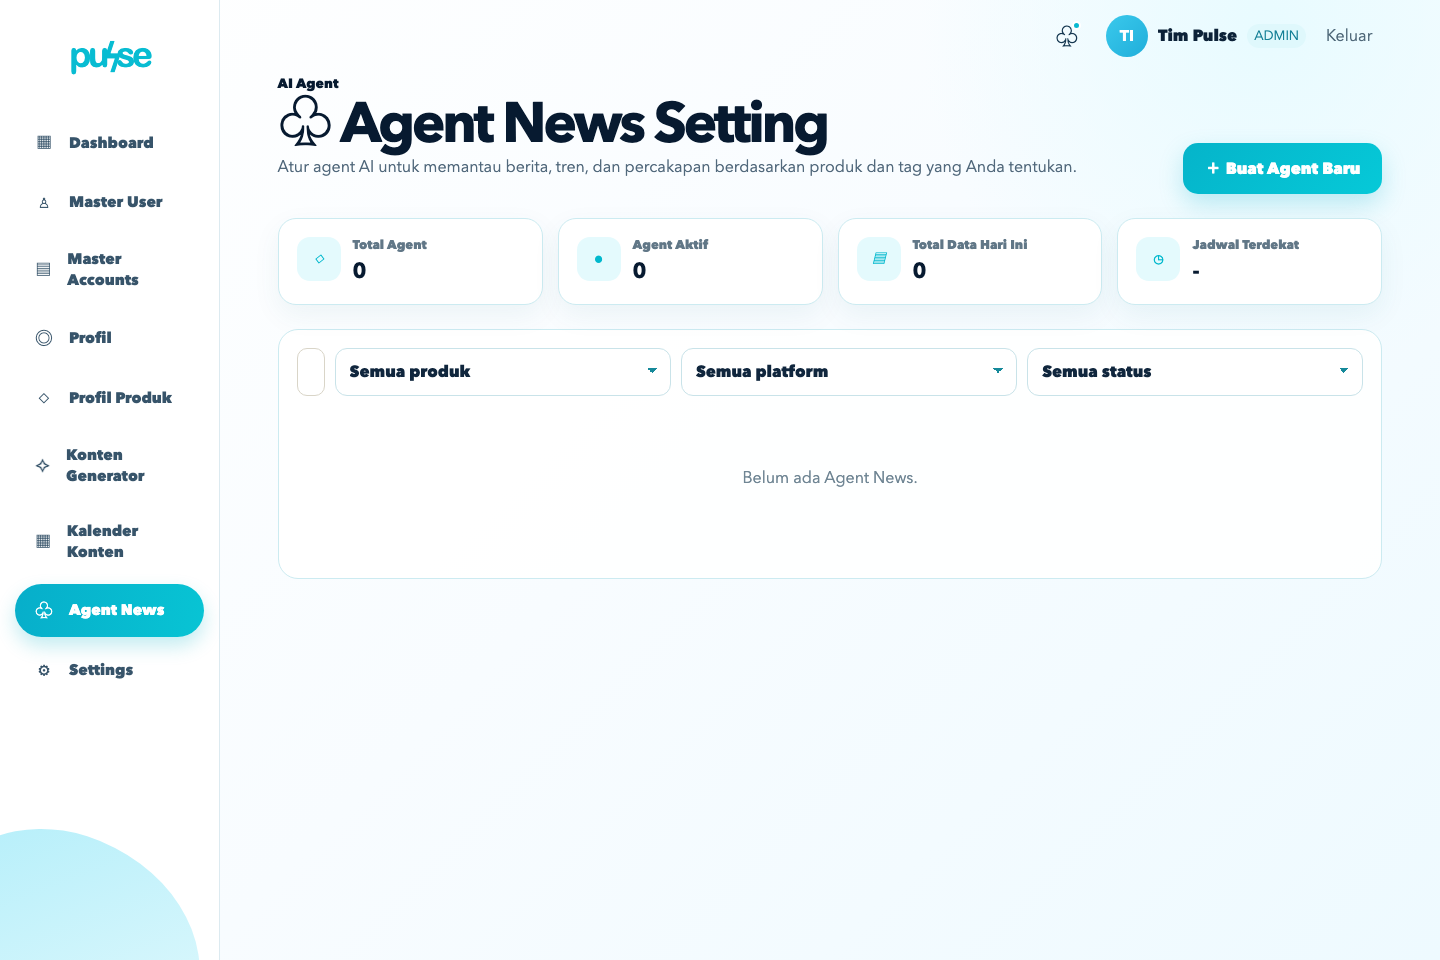 pulse
Dashboard
Master User
Master
Accounts
Profil
Profil Produk
Konten
Generator
Kalender
Konten
Agent News
Settings
TI Tim Pulse ADMIN Keluar
AI Agent
Agent News Setting
Atur agent AI untuk memantau berita, tren, dan percakapan berdasarkan produk dan tag yang Anda tentukan.
+ Buat Agent Baru
Total Agent
0
Agent Aktif
0
Total Data Hari Ini
0
Jadwal Terdekat
-
Semua produk
Semua platform
Semua status
Belum ada Agent News.